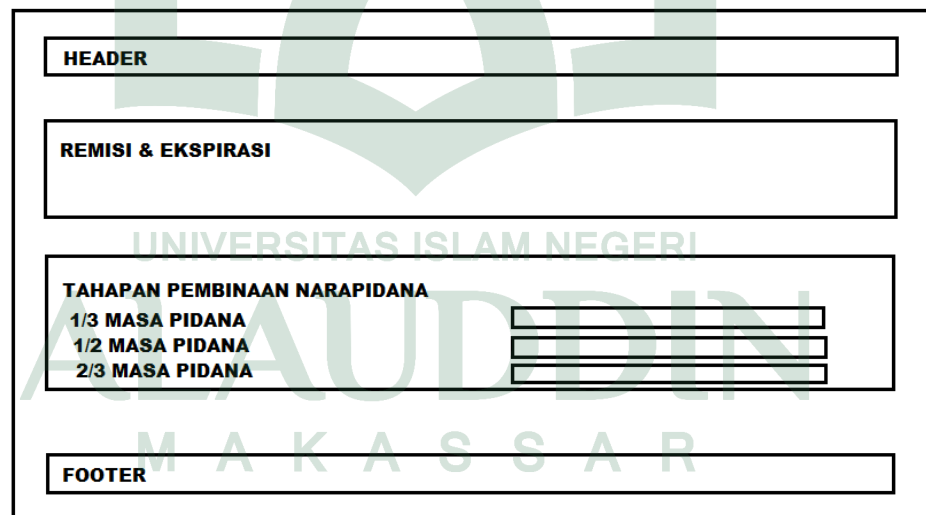 HEADER
REMISI & EKSPIRASI
UNIVERSITAS ISLAM NEGERI
TAHAPAN PEMBINAAN NARAPIDANA
1/3 MASA PIDANA
1/2 MASA PIDANA
2/3 MASA PIDANA
ALAUDDIN
MAKASSAR
FOOTER